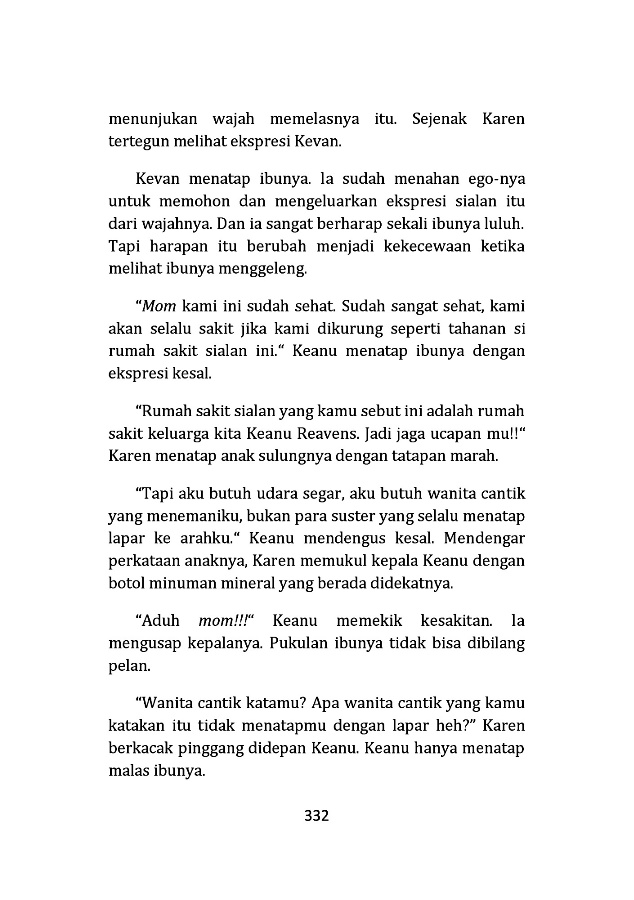 menunjukan wajah memelasnya itu. Sejenak Karen
tertegun melihat ekspresi Kevan.
Kevan menatap ibunya. Ia sudah menahan ego-nya
untuk memohon dan mengeluarkan ekspresi sialan itu
dari wajahnya. Dan ia sangat berharap sekali ibunya luluh.
Tapi harapan itu berubah menjadi kekecewaan ketika
melihat ibunya menggeleng.
“Mom kami ini sudah sehat. Sudah sangat sehat, kami
akan selalu sakit jika kami dikurung seperti tahanan si
rumah sakit sialan ini.“ Keanu menatap ibunya dengan
ekspresi kesal.
“Rumah sakit sialan yang kamu sebut ini adalah rumah
sakit keluarga kita Keanu Reavens. Jadi jaga ucapan mu!!“
Karen menatap anak sulungnya dengan tatapan marah.
“Tapi aku butuh udara segar, aku butuh wanita cantik
yang menemaniku, bukan para suster yang selalu menatap
lapar ke arahku.“ Keanu mendengus kesal. Mendengar
perkataan anaknya, Karen memukul kepala Keanu dengan
botol minuman mineral yang berada didekatnya.
“Aduh mom!!!“ Keanu memekik kesakitan. Ia
mengusap kepalanya. Pukulan ibunya tidak bisa dibilang
pelan.
“Wanita cantik katamu? Apa wanita cantik yang kamu
katakan itu tidak menatapmu dengan lapar heh?” Karen
berkacak pinggang didepan Keanu. Keanu hanya menatap
malas ibunya.
332